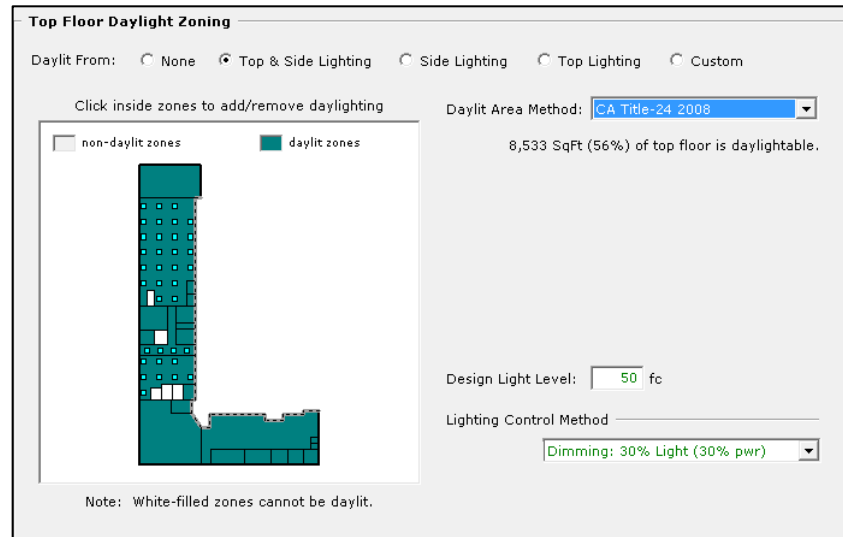 Top Floor Daylight Zoning
Daylit From: None Top & Side Lighting Side Lighting Top Lighting Custom
Click inside zones to add/remove daylighting
non-daylit zones daylit zones
Note: White-filled zones cannot be daylit.
Daylit Area Method: CA Title-24 2008
8,533 SqFt (56%) of top floor is daylightable.
Design Light Level: 50 fc
Lighting Control Method
Dimming: 30% Light (30% pwr)